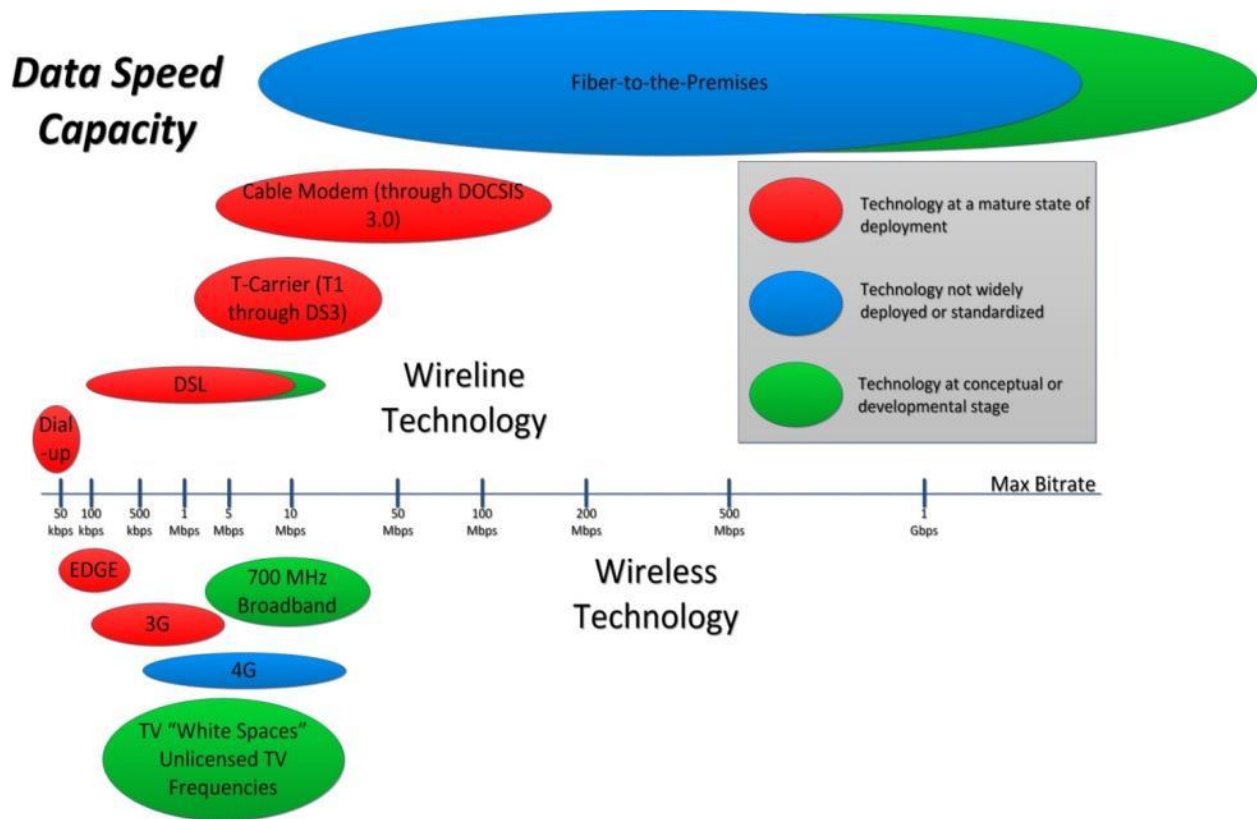 Data Speed
Capacity
Fiber-to-the-Premises
Cable Modem (through DOCSIS
3.0)
Technology at a mature state of
deployment
T-Carrier (T1
through DS3)
Technology not widely
deployed or standardized
DSL
Wireline
Technology
Technology at conceptual or
developmental stage
Dial
-up
Max Bitrate
50
kbps
100
kbps
500
kbps
1
Mbps
5
Mbps
10
Mbps
50
Mbps
100
Mbps
200
Mbps
500
Mbps
1
Gbps
EDGE
700 MHz
Broadband
Wireless
Technology
3G
4G
TV “White Spaces”
Unlicensed TV
Frequencies